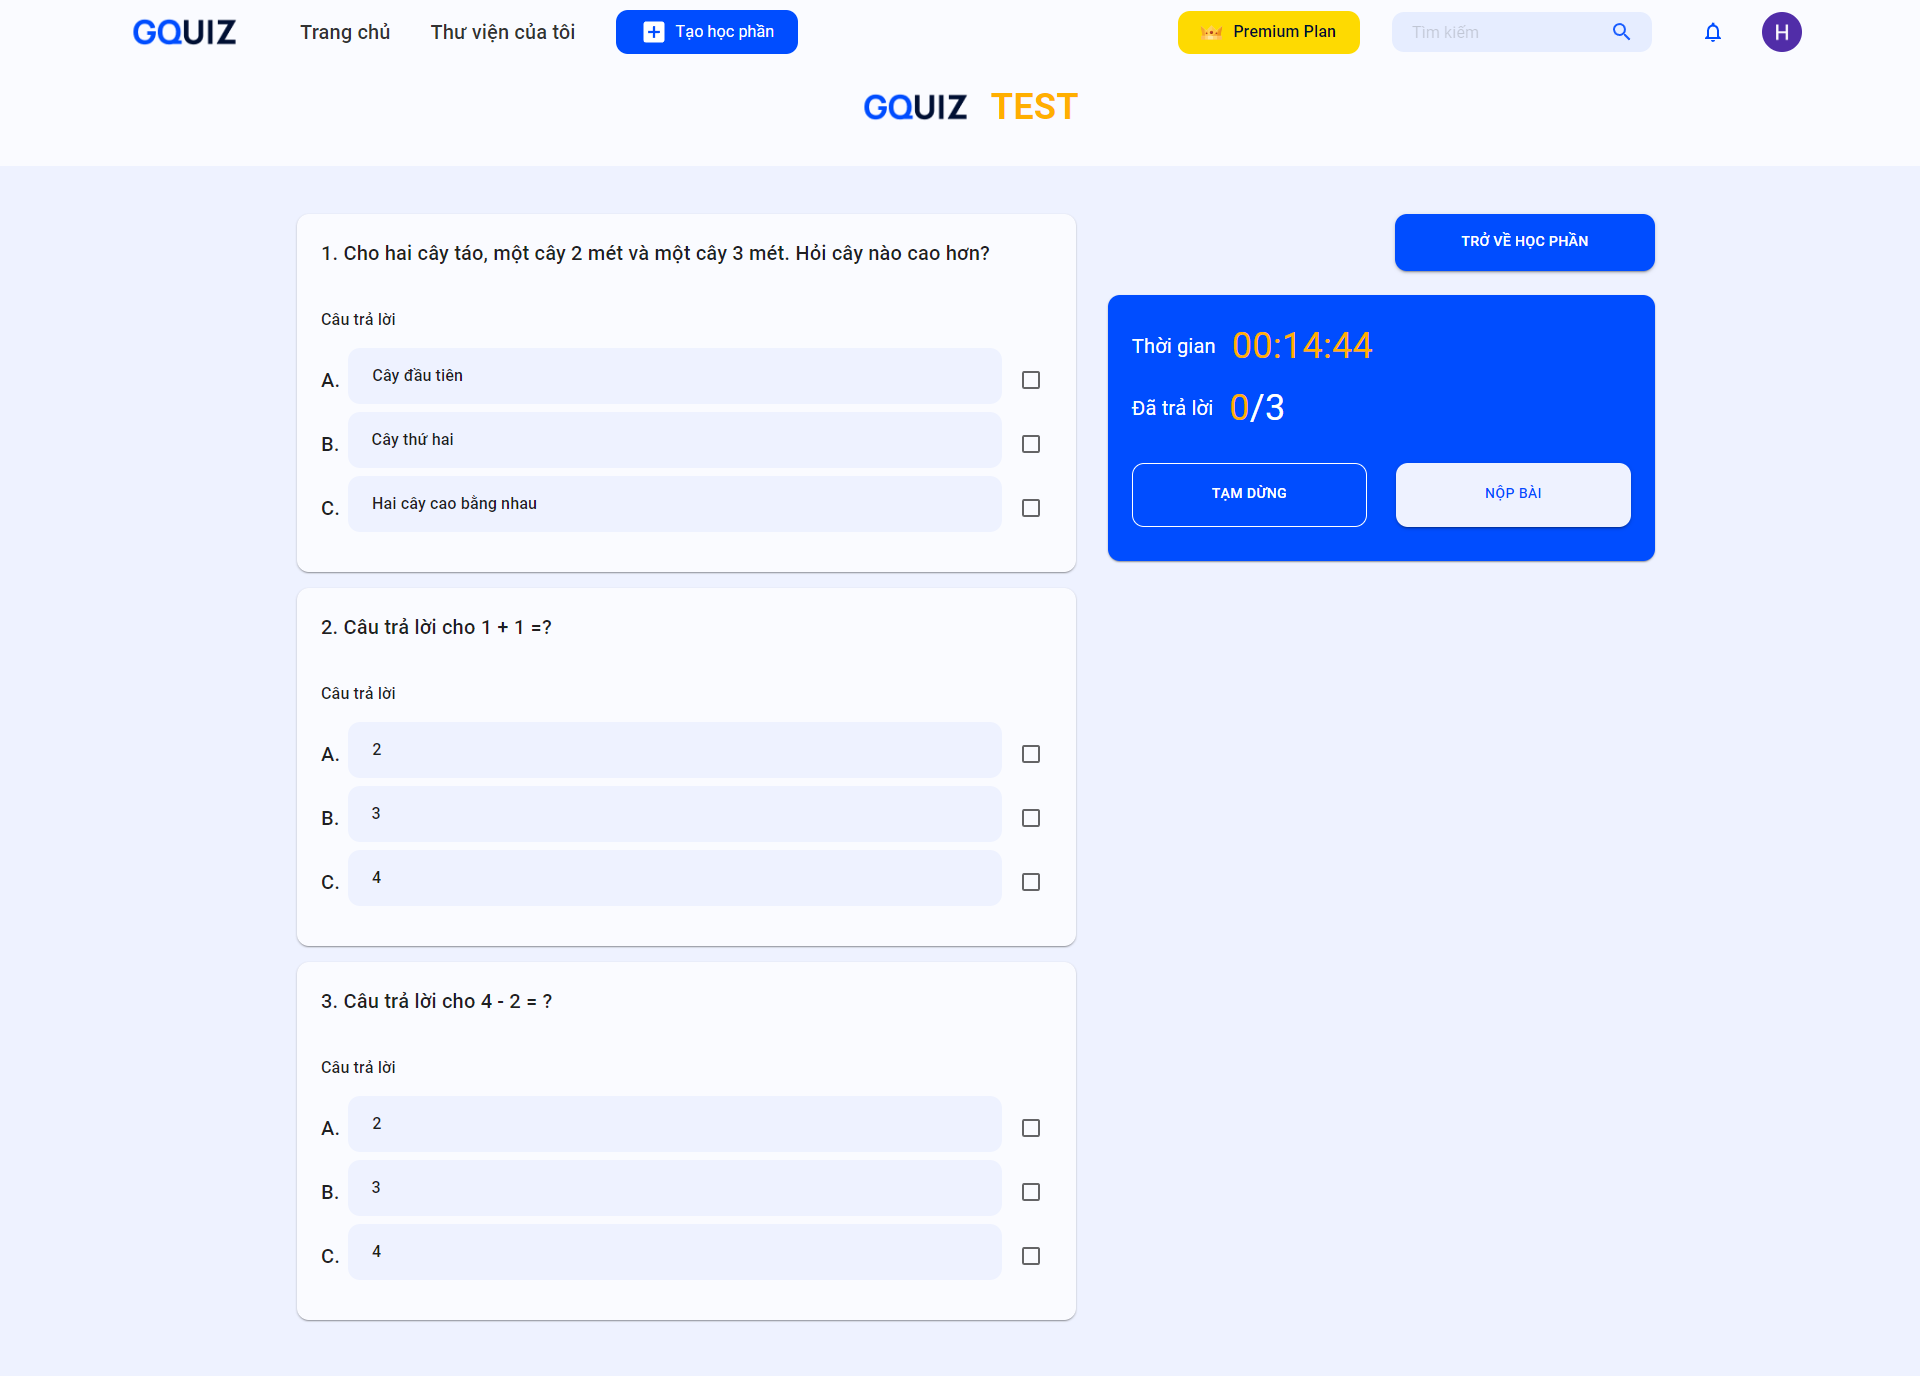 GQUIZ Trang chủ Thư viện của tôi Tạo học phần Premium Plan Tìm kiếm H
GQUIZ TEST
1. Cho hai cây táo, một cây 2 mét và một cây 3 mét. Hỏi cây nào cao hơn?
Câu trả lời
A. Cây đầu tiên
B. Cây thứ hai
C. Hai cây cao bằng nhau
2. Câu trả lời cho 1 + 1 =?
Câu trả lời
A. 2
B. 3
C. 4
3. Câu trả lời cho 4 - 2 = ?
Câu trả lời
A. 2
B. 3
C. 4
TRỞ VỀ HỌC PHẦN
Thời gian 00:14:44
Đã trả lời 0/3
TẠM DỪNG NỘP BÀI